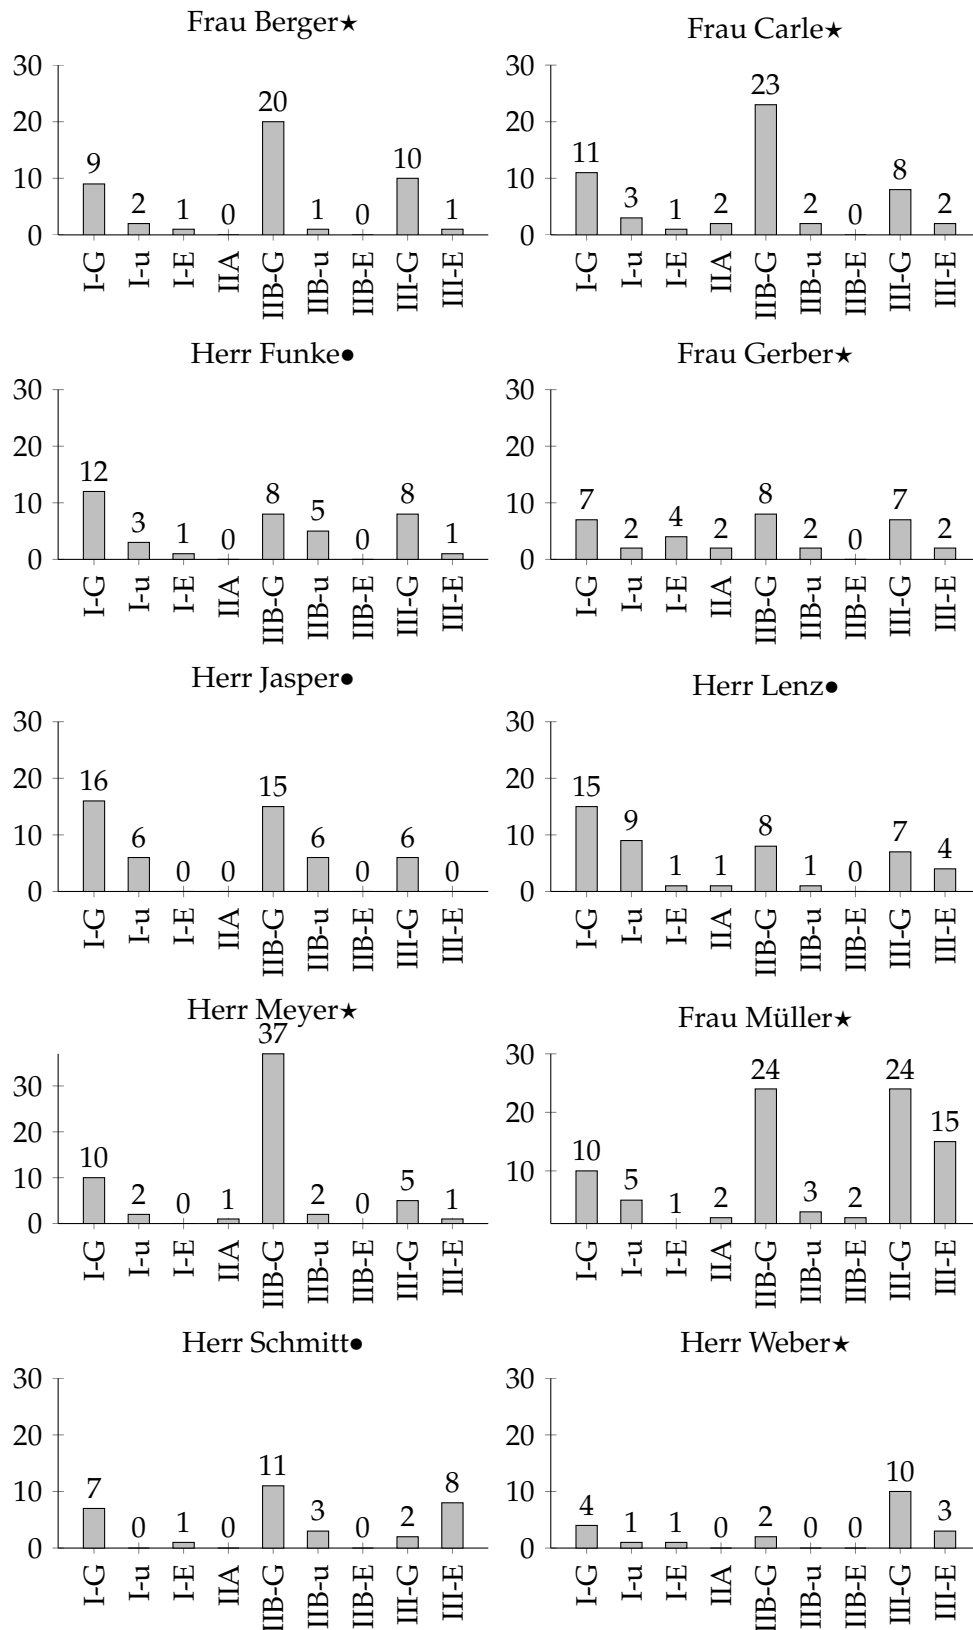 Frau Berger★
30
20
10
0
9 2 1 0 20 1 0 10 1
I-G I-u I-E IIA IIB-G IIB-u IIB-E III-G III-E
Frau Carle★
30
20
10
0
11 3 1 2 23 2 0 8 2
I-G I-u I-E IIA IIB-G IIB-u IIB-E III-G III-E
Herr Funke●
30
20
10
0
12 3 1 0 8 5 0 8 1
I-G I-u I-E IIA IIB-G IIB-u IIB-E III-G III-E
Frau Gerber★
30
20
10
0
7 2 4 2 8 2 0 7 2
I-G I-u I-E IIA IIB-G IIB-u IIB-E III-G III-E
Herr Jasper●
30
20
10
0
16 6 0 0 15 6 0 6 0
I-G I-u I-E IIA IIB-G IIB-u IIB-E III-G III-E
Herr Lenz●
30
20
10
0
15 9 1 1 8 1 0 7 4
I-G I-u I-E IIA IIB-G IIB-u IIB-E III-G III-E
Herr Meyer★
30
20
10
0
10 2 0 1 37 2 0 5 1
I-G I-u I-E IIA IIB-G IIB-u IIB-E III-G III-E
Frau Müller★
30
20
10
10 5 1 2 24 3 2 24 15
I-G I-u I-E IIA IIB-G IIB-u IIB-E III-G III-E
Herr Schmitt●
30
20
10
0
7 0 1 0 11 3 0 2 8
I-G I-u I-E IIA IIB-G IIB-u IIB-E III-G III-E
Herr Weber★
30
20
10
0
4 1 1 0 2 0 0 10 3
I-G I-u I-E IIA IIB-G IIB-u IIB-E III-G III-E